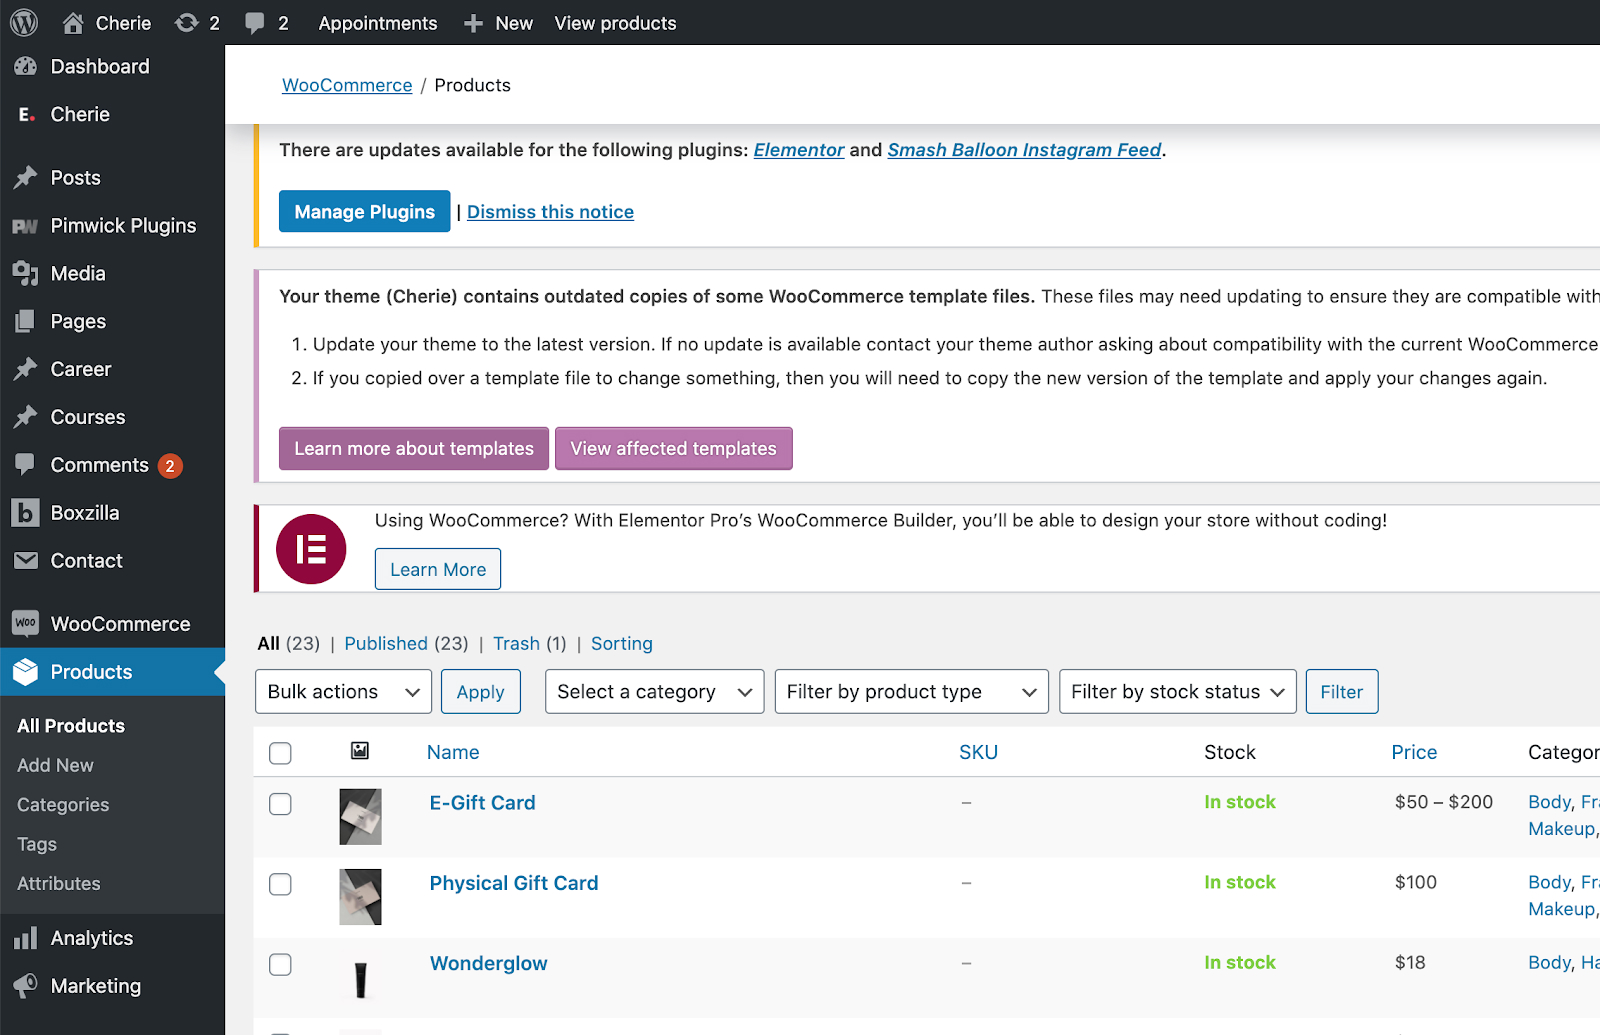 Cherie 2 2 Appointments New View products
Dashboard
E. Cherie
Posts
PW Pimwick Plugins
Media
Pages
Career
Courses
Comments 2
b Boxzilla
Contact
Woo WooCommerce
Products
All Products
Add New
Categories
Tags
Attributes
Analytics
Marketing
WooCommerce / Products
There are updates available for the following plugins: Elementor and Smash Balloon Instagram Feed.
Manage Plugins | Dismiss this notice
Your theme (Cherie) contains outdated copies of some WooCommerce template files. These files may need updating to ensure they are compatible with
1. Update your theme to the latest version. If no update is available contact your theme author asking about compatibility with the current WooCommerce
2. If you copied over a template file to change something, then you will need to copy the new version of the template and apply your changes again.
Learn more about templates View affected templates
Using WooCommerce? With Elementor Pro’s WooCommerce Builder, you’ll be able to design your store without coding!
Learn More
All (23) | Published (23) | Trash (1) | Sorting
Bulk actions Apply Select a category Filter by product type Filter by stock status Filter
Name SKU Stock Price Categor
E-Gift Card – In stock $50 – $200 Body, Fra
Makeup,
Physical Gift Card – In stock $100 Body, Fra
Makeup,
Wonderglow – In stock $18 Body, Ha